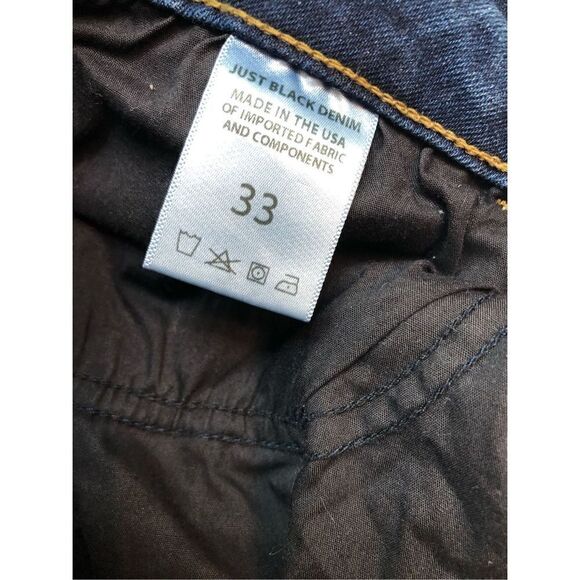 JUST BLACK DENIM
MADE IN THE USA
OF IMPORTED FABRIC
AND COMPONENTS
33